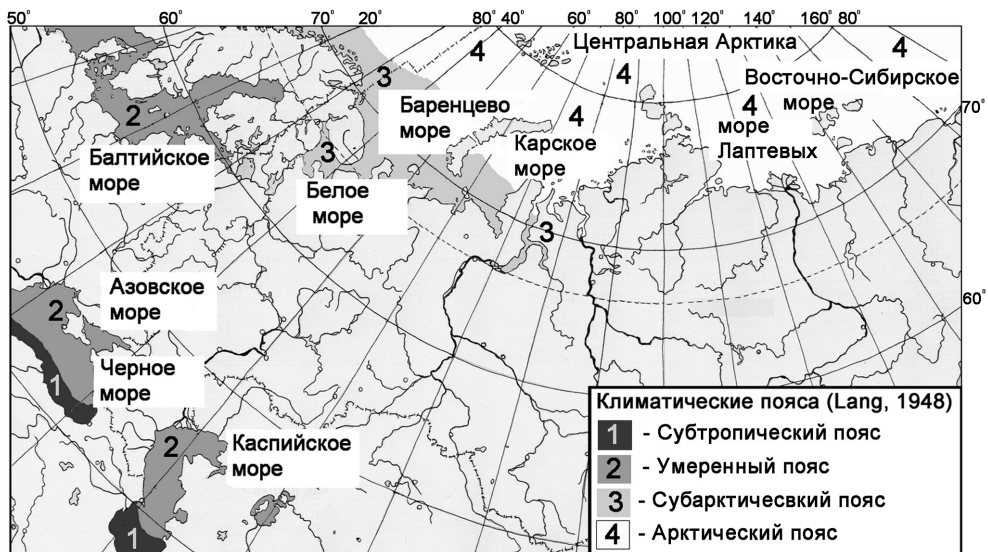 50° 60° 70° 20° 80° 40° 60° 80° 100° 120° 140° 160° 80°
4 Центральная Арктика 4
3 4 Восточно-Сибирское
море
Баренцево
море
4
4
70°
2
море
Лаптевых
Карское
море
Балтийское
море
3
Белое
море
3
Азовское
море
2
60°
Черное
море
1
2
Каспийское
море
1
Климатические пояса (Lang, 1948)
1 - Субтропический пояс
2 - Умеренный пояс
3 - Субарктичесвкий пояс
4 - Арктический пояс